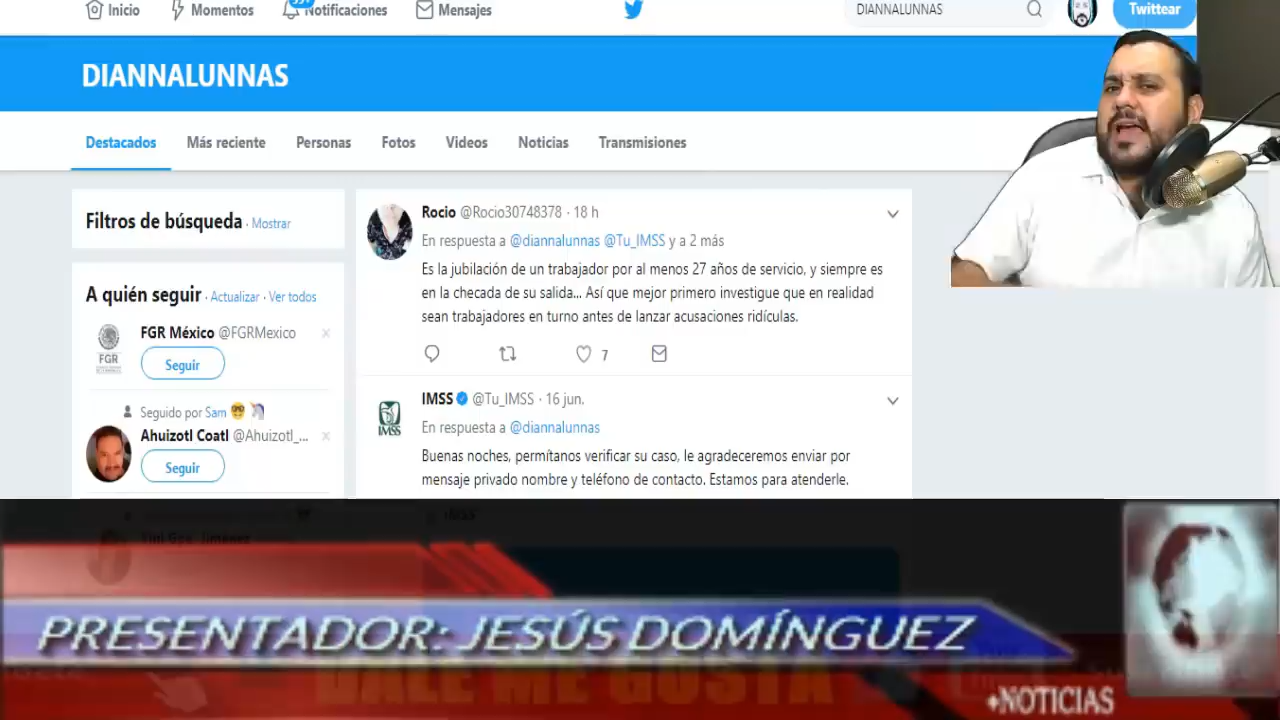 Inicio
Momentos
Notificaciones
Mensajes
DIANNALUNNAS
Twittear
DIANNALUNNAS
Destacados
Más reciente
Personas
Fotos
Videos
Noticias
Transmisiones
Filtros de búsqueda · Mostrar
A quién seguir · Actualizar · Ver todos
FGR México @FGRMexico
FGR
Seguir
Seguido por Sam
Ahuizotl Coatl @Ahuizotl_...
Seguir
Rocio @Rocio30748378 · 18 h
En respuesta a @diannalunnas @Tu_IMSS y a 2 más
Es la jubilación de un trabajador por al menos 27 años de servicio, y siempre es
en la checada de su salida... Así que mejor primero investigue que en realidad
sean trabajadores en turno antes de lanzar acusaciones ridículas.
7
IMSS @Tu_IMSS · 16 jun.
IMSS
En respuesta a @diannalunnas
Buenas noches, permítanos verificar su caso, le agradeceremos enviar por
mensaje privado nombre y teléfono de contacto. Estamos para atenderle.
PRESENTADOR: JESÚS DOMÍNGUEZ
DALE ME GUSTA
+NOTICIAS